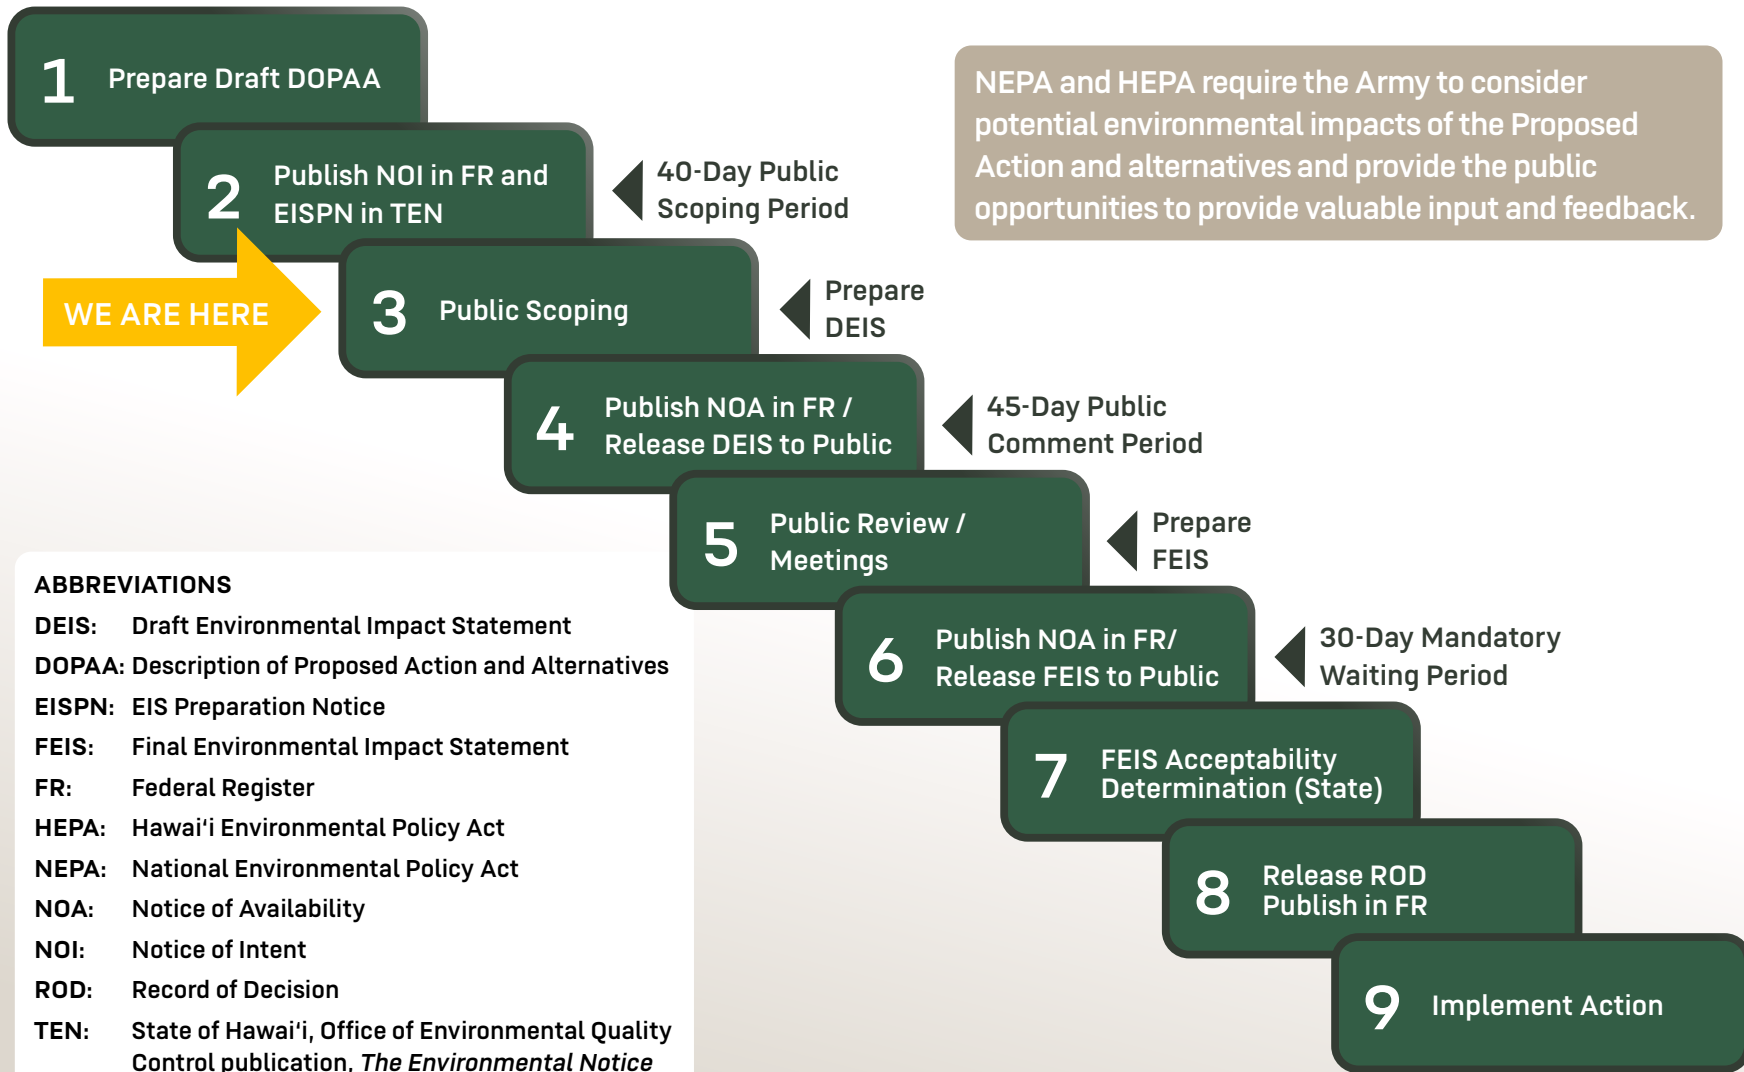 1 Prepare Draft DOPAA
NEPA and HEPA require the Army to consider
potential environmental impacts of the Proposed
Action and alternatives and provide the public
opportunities to provide valuable input and feedback.
2 Publish NOI in FR and
EISPN in TEN
40-Day Public
Scoping Period
WE ARE HERE
3 Public Scoping
Prepare
DEIS
4 Publish NOA in FR /
Release DEIS to Public
45-Day Public
Comment Period
5 Public Review /
Meetings
Prepare
FEIS
6 Publish NOA in FR/
Release FEIS to Public
30-Day Mandatory
Waiting Period
7 FEIS Acceptability
Determination (State)
8 Release ROD
Publish in FR
9 Implement Action
ABBREVIATIONS
DEIS: Draft Environmental Impact Statement
DOPAA: Description of Proposed Action and Alternatives
EISPN: EIS Preparation Notice
FEIS: Final Environmental Impact Statement
FR: Federal Register
HEPA: Hawaiʻi Environmental Policy Act
NEPA: National Environmental Policy Act
NOA: Notice of Availability
NOI: Notice of Intent
ROD: Record of Decision
TEN: State of Hawaiʻi, Office of Environmental Quality
Control publication, The Environmental Notice